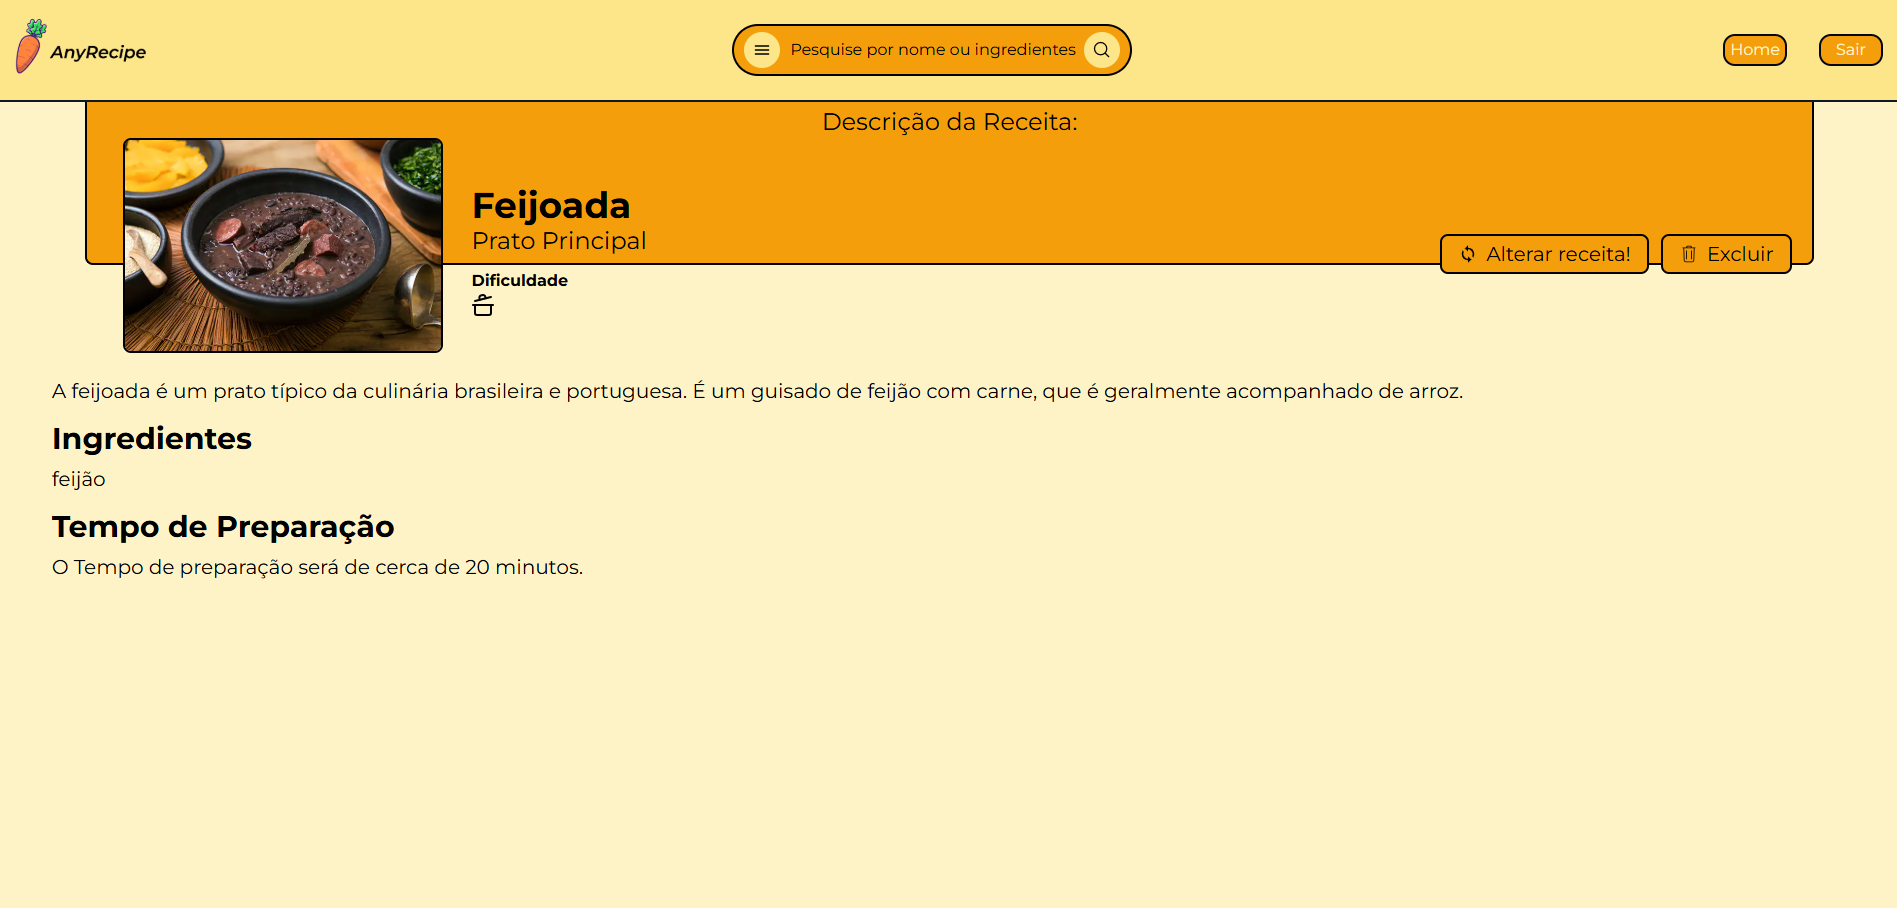 AnyRecipe
Pesquise por nome ou ingredientes
Home
Sair
Descrição da Receita:
Feijoada
Prato Principal
Alterar receita!
Excluir
Dificuldade
A feijoada é um prato típico da culinária brasileira e portuguesa. É um guisado de feijão com carne, que é geralmente acompanhado de arroz.
Ingredientes
feijão
Tempo de Preparação
O Tempo de preparação será de cerca de 20 minutos.